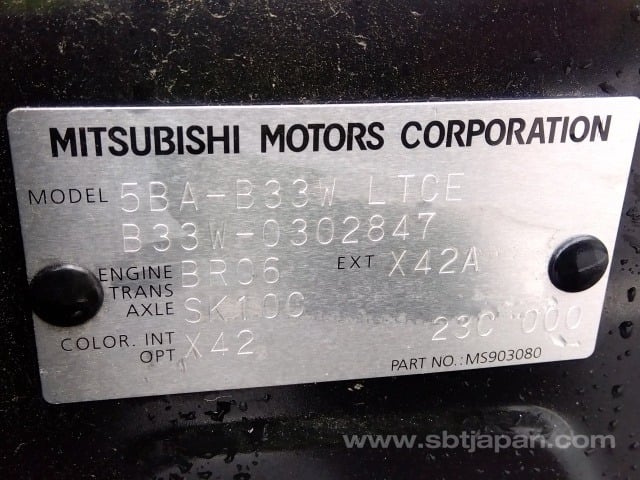 MITSUBISHI MOTORS CORPORATION
MODEL 5BA-B33W LTCE
B33W-0302847
ENGINE BR06 EXT X42A
TRANS
AXLE SK10C
COLOR. INT X42 23C 000
OPT
PART NO.: MS903080
www.sbtjapan.com